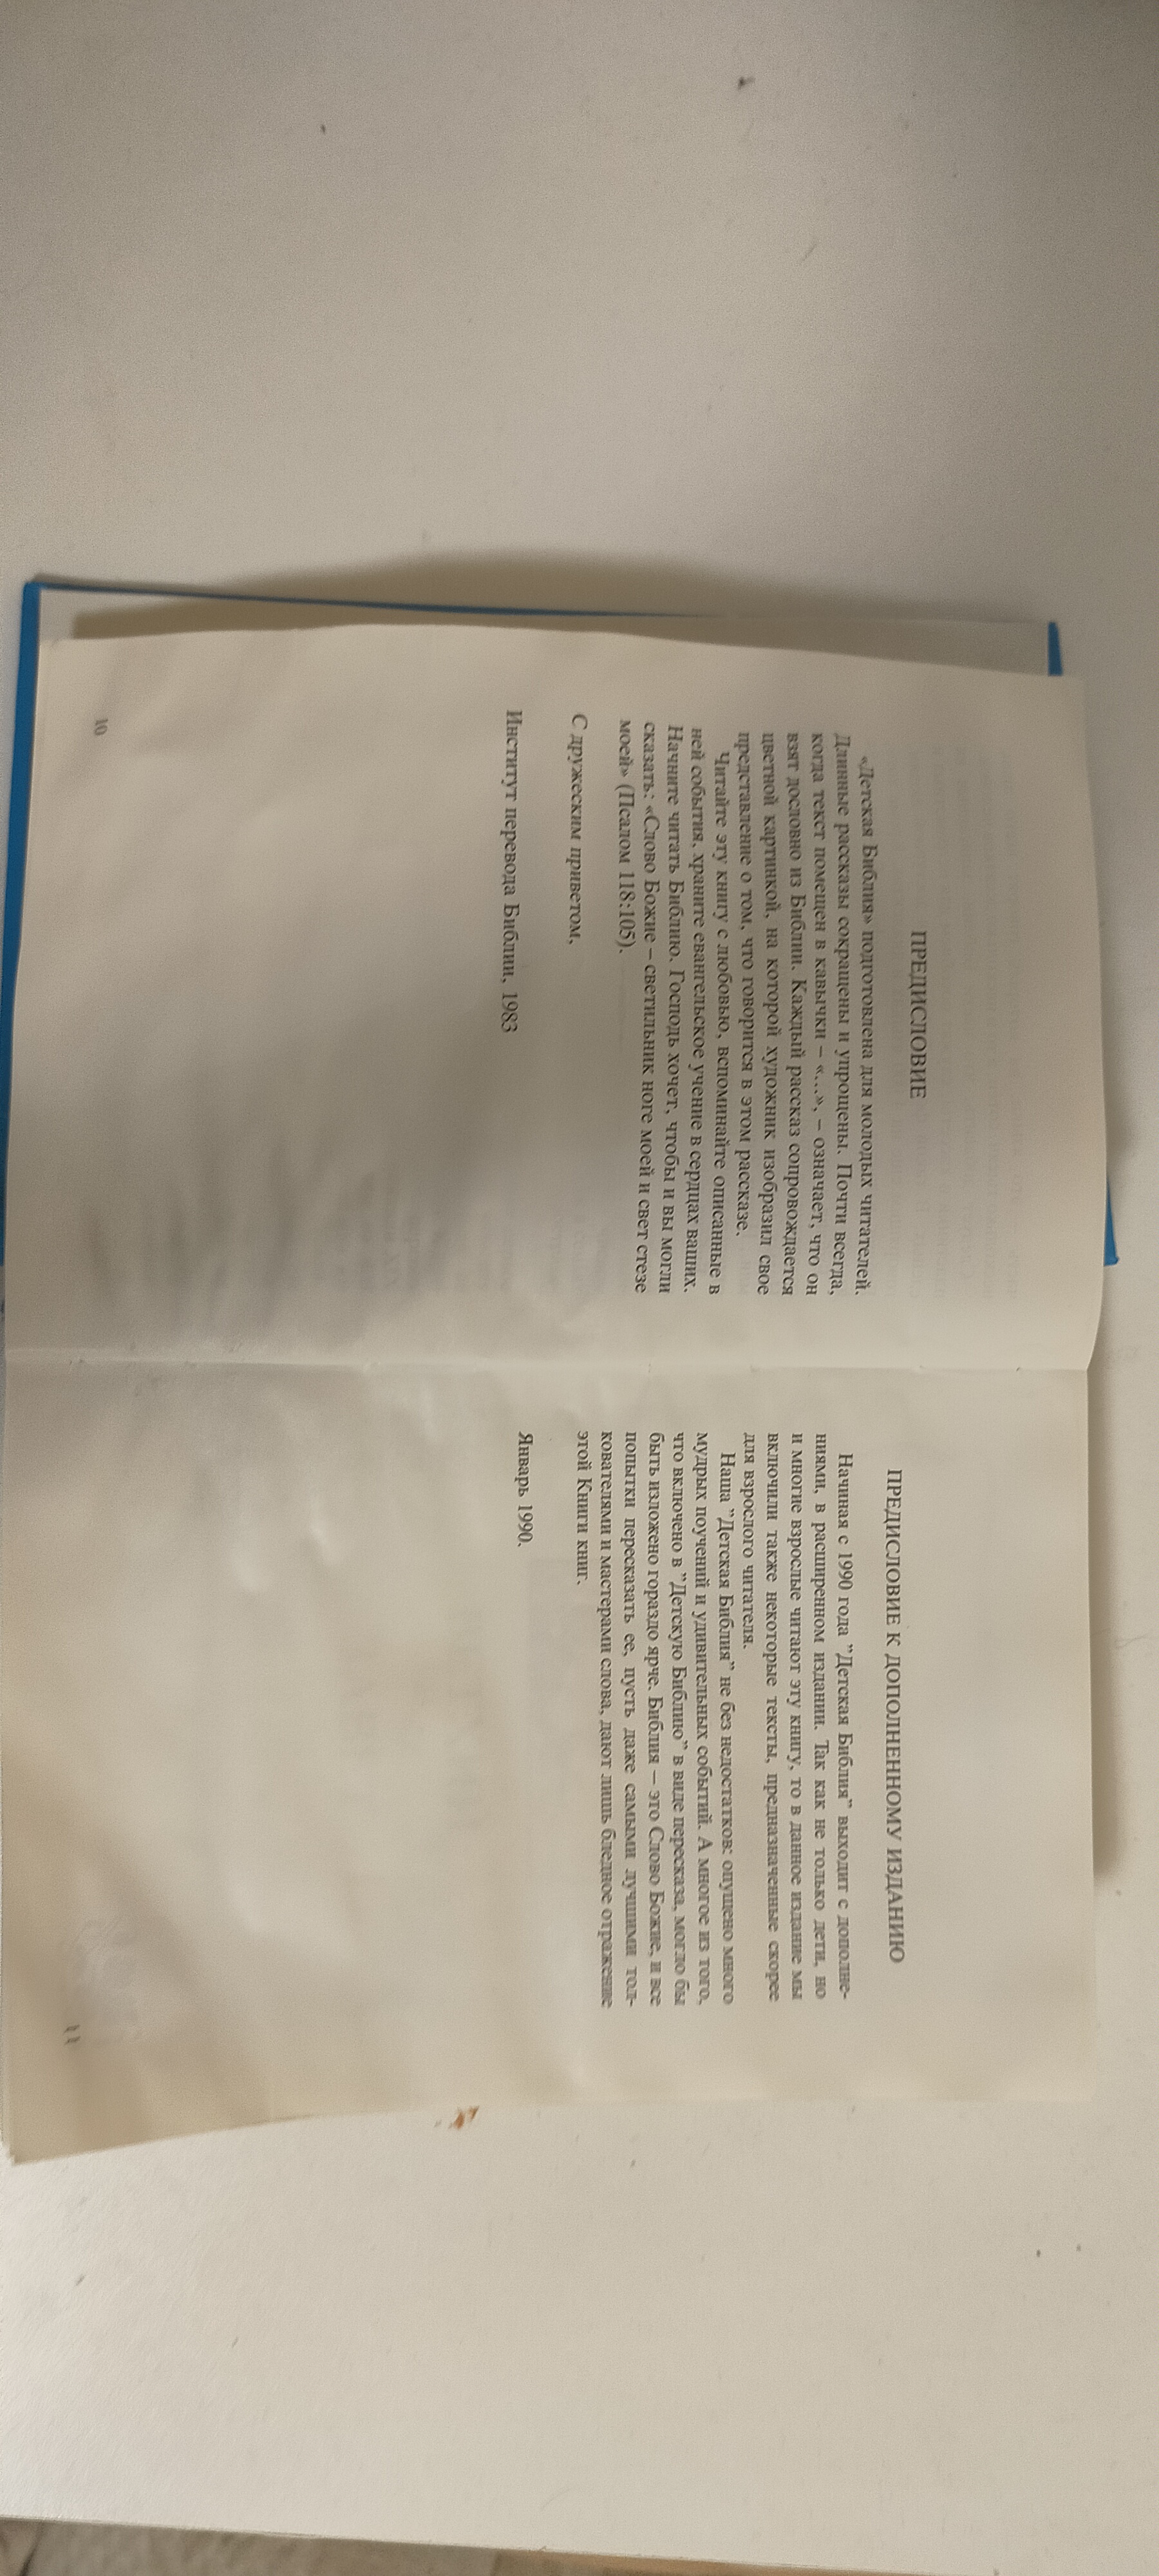 ПРЕДИСЛОВИЕ
«Детская Библия» подготовлена для молодых читателей.
Длинные рассказы сокращены и упрощены. Почти всегда,
когда текст помещен в кавычки – «...», – означает, что он
взят дословно из Библии. Каждый рассказ сопровождается
цветной картинкой, на которой художник изобразил свое
представление о том, что говорится в этом рассказе.
Читайте эту книгу с любовью, вспоминайте описанные в
ней события, храните евангельское учение в сердцах ваших.
Начните читать Библию. Господь хочет, чтобы и вы могли
сказать: «Слово Божие – светильник ноге моей и свет стезе
моей» (Псалом 118:105).
С дружеским приветом,
Институт перевода Библии, 1983
10
ПРЕДИСЛОВИЕ К ДОПОЛНЕННОМУ ИЗДАНИЮ
Начиная с 1990 года ”Детская Библия” выходит с дополне-
ниями, в расширенном издании. Так как не только дети, но
и многие взрослые читают эту книгу, то в данное издание мы
включили также некоторые тексты, предназначенные скорее
для взрослого читателя.
Наша ”Детская Библия” не без недостатков: опущено много
мудрых поучений и удивительных событий. А многое из того,
что включено в ”Детскую Библию” в виде пересказа, могло бы
быть изложено гораздо ярче. Библия — это Слово Божие, и все
попытки пересказать ее, пусть даже самыми лучшими тол-
кователями и мастерами слова, дают лишь бледное отражение
этой Книги книг.
Январь 1990.
11